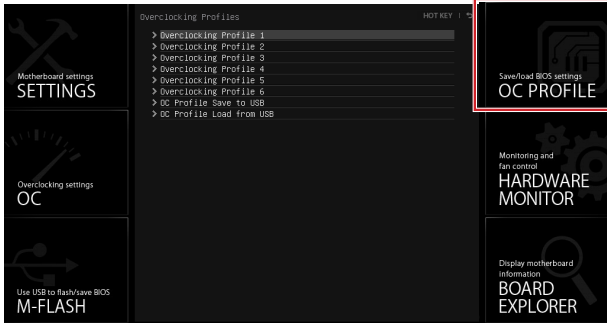 Motherboard settings
SETTINGS
Overclocking settings
OC
Use USB to flash/save BIOS
M-FLASH
Overclocking Profiles
HOT KEY |
> Overclocking Profile 1
> Overclocking Profile 2
> Overclocking Profile 3
> Overclocking Profile 4
> Overclocking Profile 5
> Overclocking Profile 6
> OC Profile Save to USB
> OC Profile Load from USB
Save/load BIOS settings
OC PROFILE
Monitoring and
fan control
HARDWARE
MONITOR
Display motherboard
information
BOARD
EXPLORER